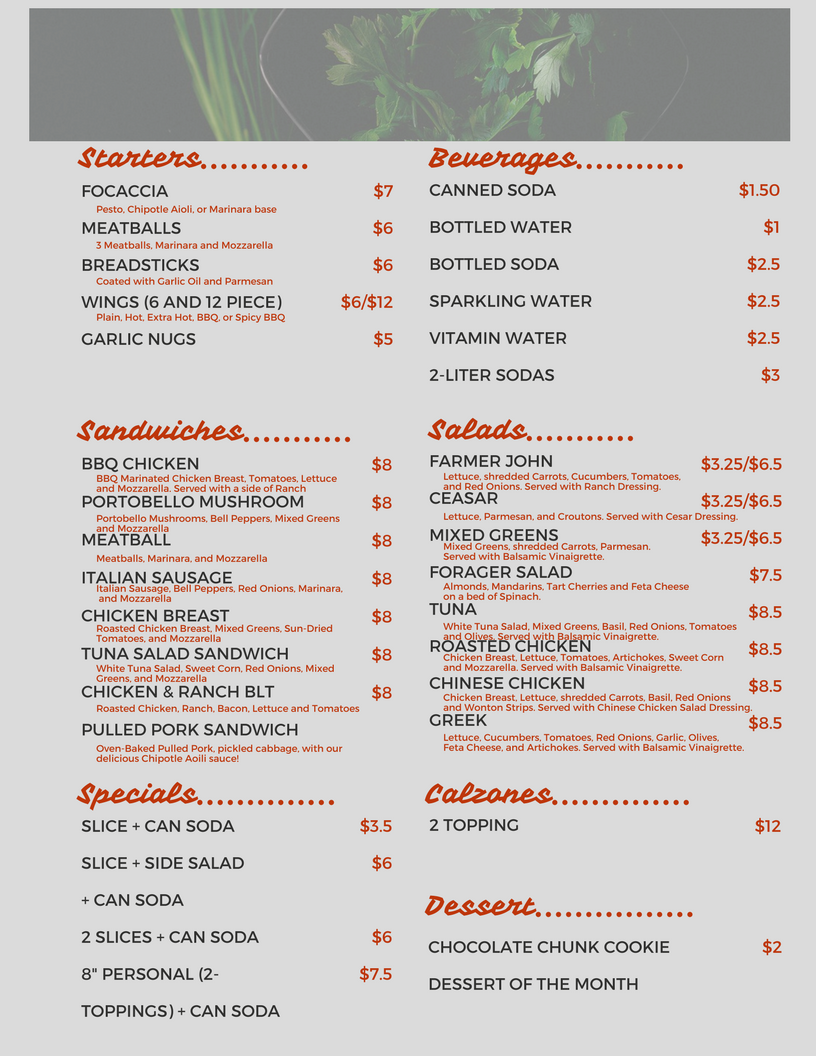 Starters...........
FOCACCIA $7
Pesto, Chipotle Aioli, or Marinara base
MEATBALLS $6
3 Meatballs, Marinara and Mozzarella
BREADSTICKS $6
Coated with Garlic Oil and Parmesan
WINGS (6 AND 12 PIECE) $6/$12
Plain, Hot, Extra Hot, BBQ, or Spicy BBQ
GARLIC NUGS $5
Beverages...........
CANNED SODA $1.50
BOTTLED WATER $1
BOTTLED SODA $2.5
SPARKLING WATER $2.5
VITAMIN WATER $2.5
2-LITER SODAS $3
Sandwiches...........
BBQ CHICKEN $8
BBQ Marinated Chicken Breast, Tomatoes, Lettuce
and Mozzarella. Served with a side of Ranch
PORTOBELLO MUSHROOM $8
Portobello Mushrooms, Bell Peppers, Mixed Greens
and Mozzarella
MEATBALL $8
Meatballs, Marinara, and Mozzarella
ITALIAN SAUSAGE $8
Italian Sausage, Bell Peppers, Red Onions, Marinara,
and Mozzarella
CHICKEN BREAST $8
Roasted Chicken Breast, Mixed Greens, Sun-Dried
Tomatoes, and Mozzarella
TUNA SALAD SANDWICH $8
White Tuna Salad, Sweet Corn, Red Onions, Mixed
Greens, and Mozzarella
CHICKEN & RANCH BLT $8
Roasted Chicken, Ranch, Bacon, Lettuce and Tomatoes
PULLED PORK SANDWICH
Oven-Baked Pulled Pork, pickled cabbage, with our
delicious Chipotle Aoili sauce!
Salads...........
FARMER JOHN $3.25/$6.5
Lettuce, shredded Carrots, Cucumbers, Tomatoes,
and Red Onions. Served with Ranch Dressing.
CEASAR $3.25/$6.5
Lettuce, Parmesan, and Croutons. Served with Cesar Dressing.
MIXED GREENS $3.25/$6.5
Mixed Greens, shredded Carrots, Parmesan.
Served with Balsamic Vinaigrette.
FORAGER SALAD $7.5
Almonds, Mandarins, Tart Cherries and Feta Cheese
on a bed of Spinach.
TUNA $8.5
White Tuna Salad, Mixed Greens, Basil, Red Onions, Tomatoes
and Olives. Served with Balsamic Vinaigrette.
ROASTED CHICKEN $8.5
Chicken Breast, Lettuce, Tomatoes, Artichokes, Sweet Corn
and Mozzarella. Served with Balsamic Vinaigrette.
CHINESE CHICKEN $8.5
Chicken Breast, Lettuce, shredded Carrots, Basil, Red Onions
and Wonton Strips. Served with Chinese Chicken Salad Dressing.
GREEK $8.5
Lettuce, Cucumbers, Tomatoes, Red Onions, Garlic, Olives,
Feta Cheese, and Artichokes. Served with Balsamic Vinaigrette.
Specials..............
SLICE + CAN SODA $3.5
SLICE + SIDE SALAD $6
+ CAN SODA
2 SLICES + CAN SODA $6
8" PERSONAL (2- $7.5
TOPPINGS) + CAN SODA
Calzones..............
2 TOPPING $12
Dessert................
CHOCOLATE CHUNK COOKIE $2
DESSERT OF THE MONTH